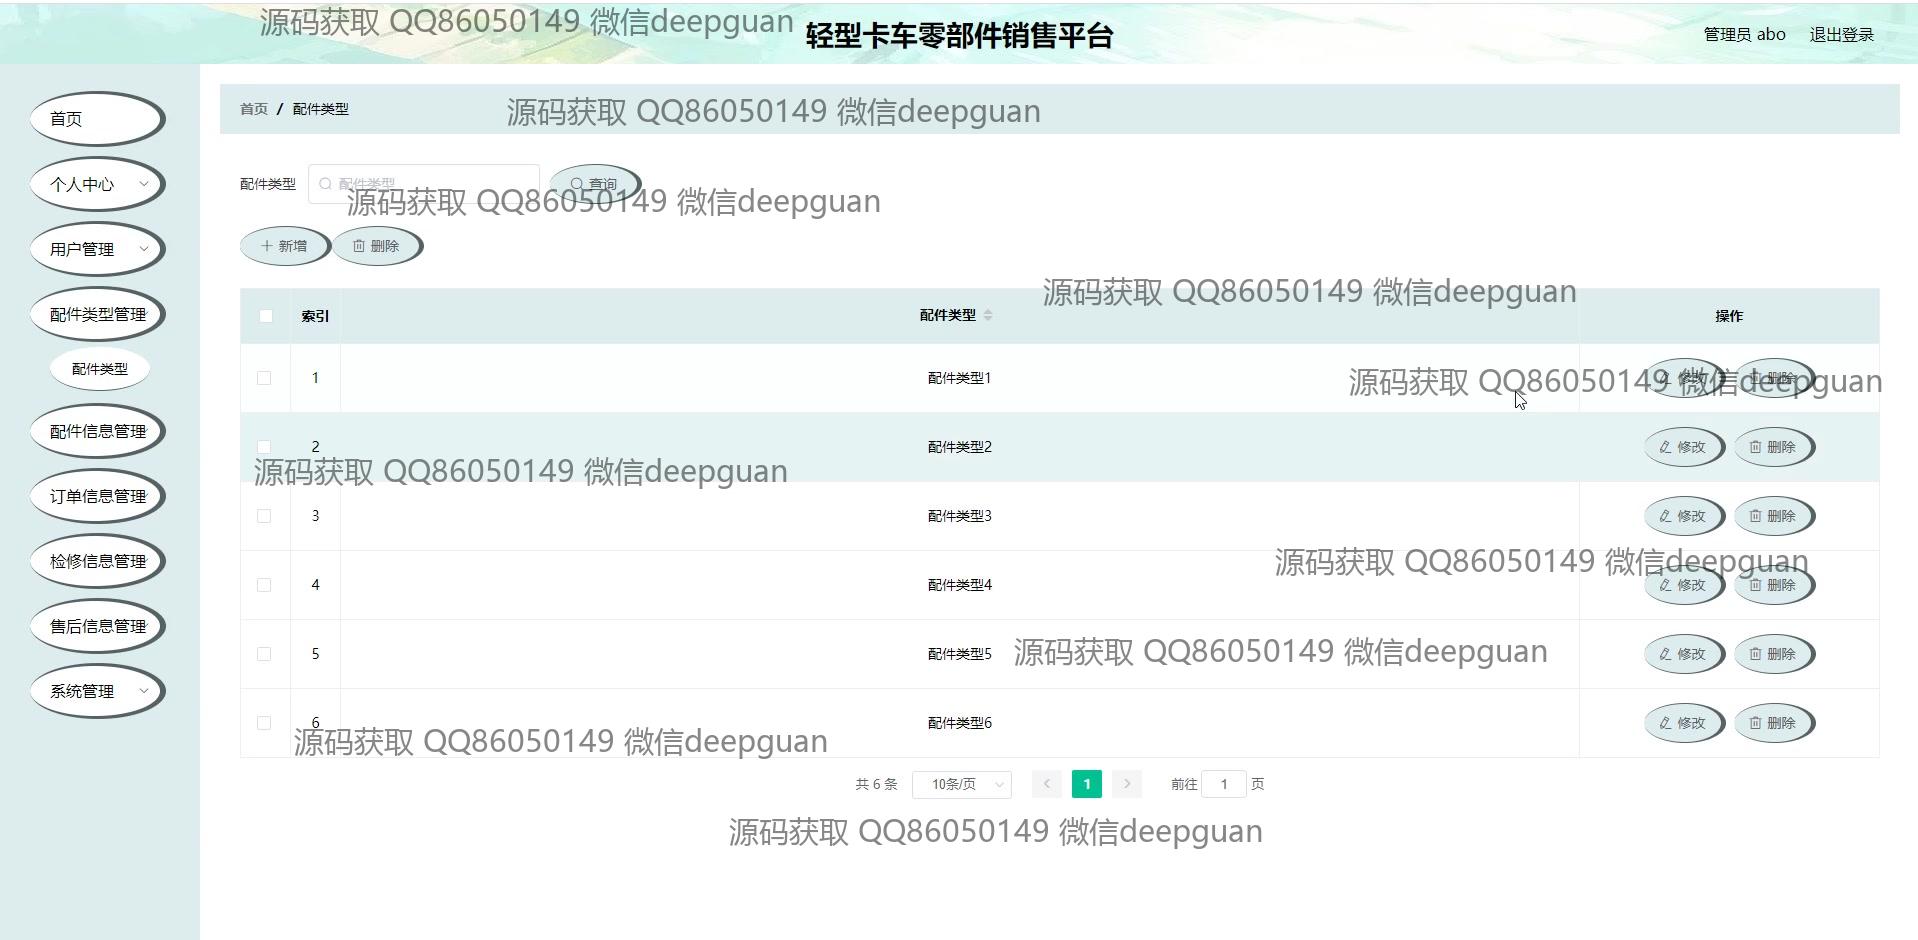 源码获取 QQ86050149 微信deepguan
轻型卡车零部件销售平台
管理员 abo 退出登录
首页
个人中心
用户管理
配件类型管理
配件类型
配件信息管理
订单信息管理
检修信息管理
售后信息管理
系统管理
首页 / 配件类型
源码获取 QQ86050149 微信deepguan
配件类型 配件类型 查询
源码获取 QQ86050149 微信deepguan
新增 删除
源码获取 QQ86050149 微信deepguan
索引 配件类型 操作
1 配件类型1 修改 删除
源码获取 QQ86050149 微信deepguan
2 配件类型2 修改 删除
源码获取 QQ86050149 微信deepguan
3 配件类型3 修改 删除
源码获取 QQ86050149 微信deepguan
4 配件类型4 修改 删除
5 配件类型5 修改 删除
源码获取 QQ86050149 微信deepguan
6 配件类型6 修改 删除
源码获取 QQ86050149 微信deepguan
共 6 条 10条/页 1 前往 1 页
源码获取 QQ86050149 微信deepguan